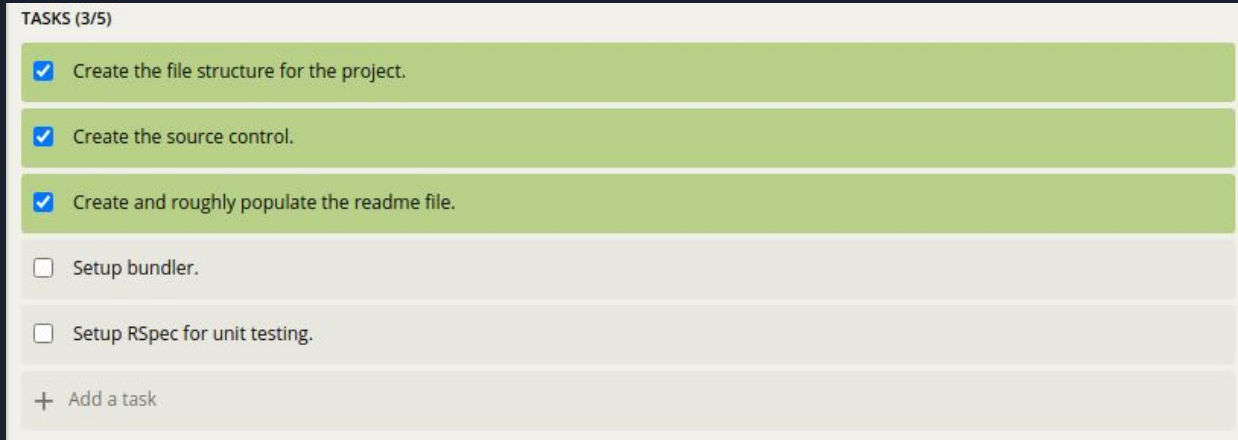 TASKS (3/5)
Create the file structure for the project.
Create the source control.
Create and roughly populate the readme file.
Setup bundler.
Setup RSpec for unit testing.
+ Add a task